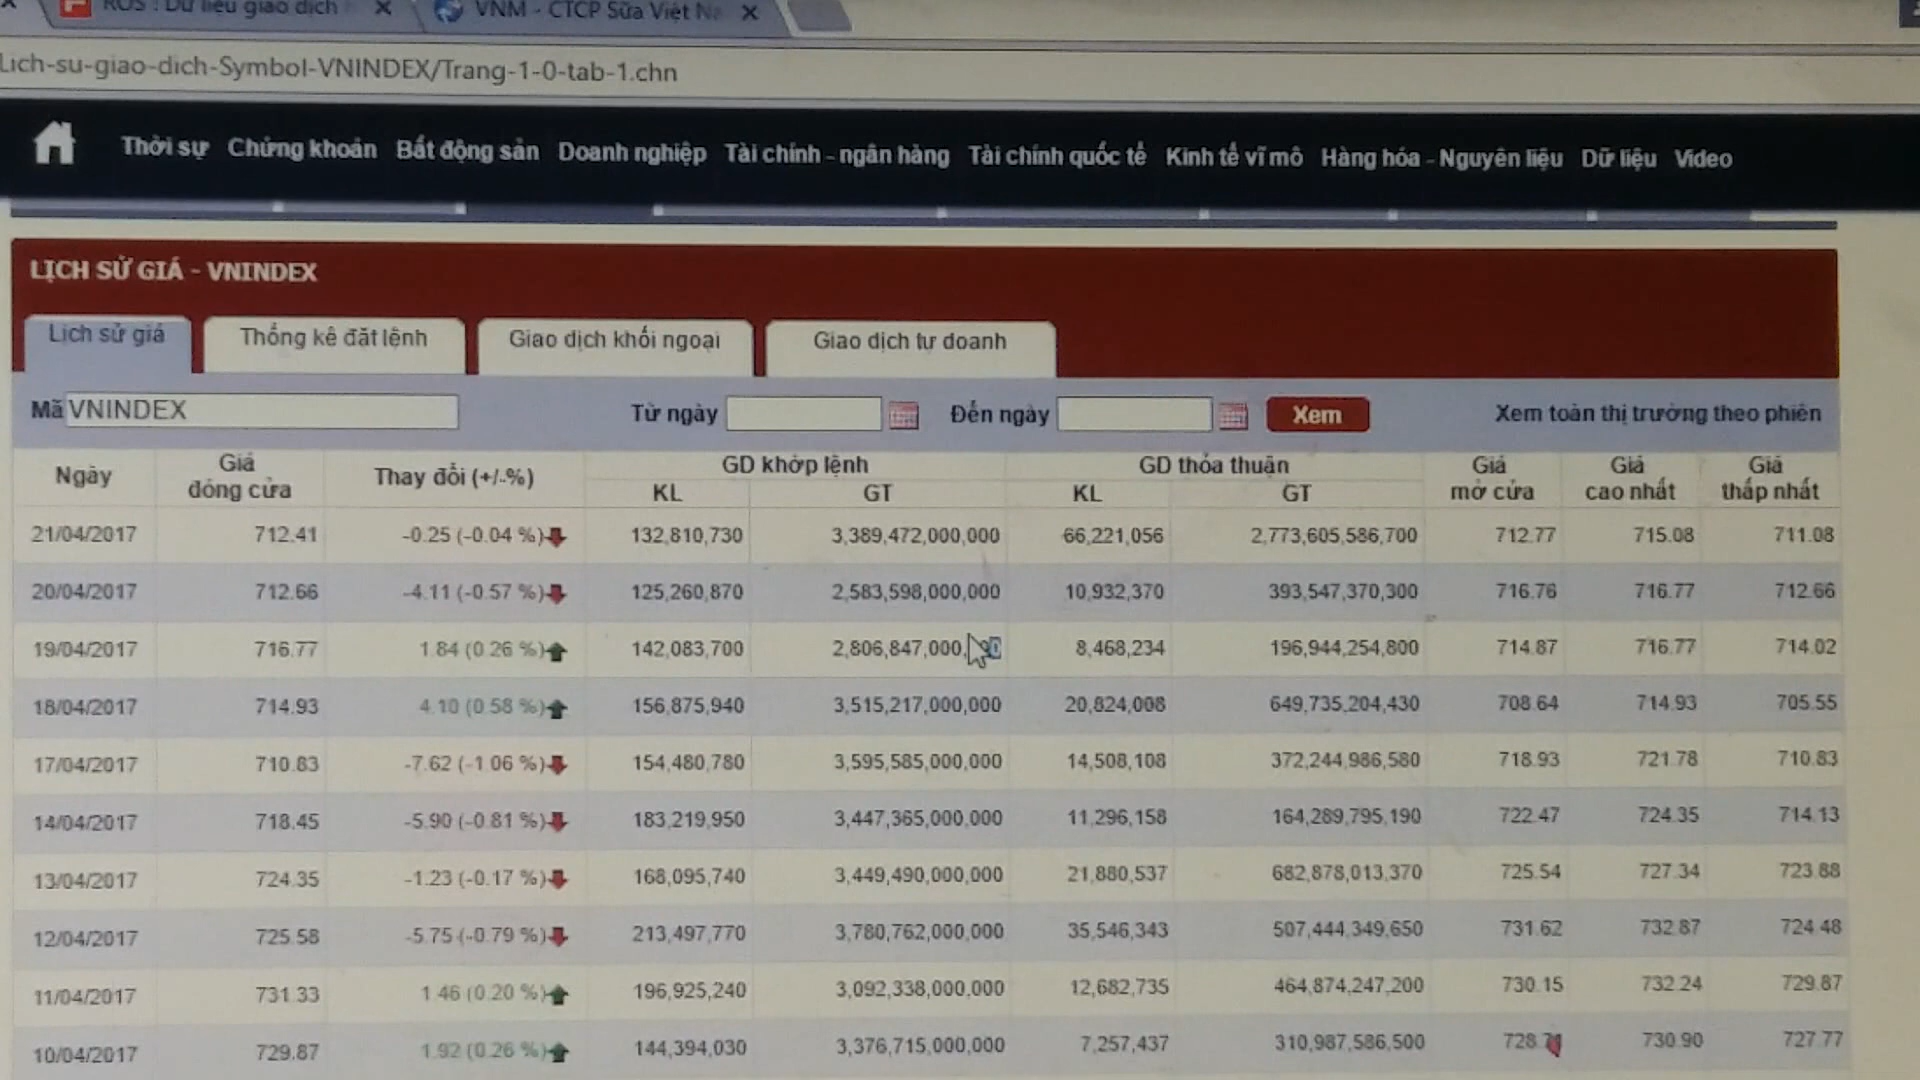 ROS : Dữ liệu giao dịch
VNM - CTCP Sữa Việt Na
Lich-su-giao-dich-Symbol-VNINDEX/Trang-1-0-tab-1.chn
Thời sự Chứng khoán Bất động sản Doanh nghiệp Tài chính - ngân hàng Tài chính quốc tế Kinh tế vĩ mô Hàng hóa - Nguyên liệu Dữ liệu Video
LỊCH SỬ GIÁ - VNINDEX
Lịch sử giá Thống kê đặt lệnh Giao dịch khối ngoại Giao dịch tự doanh
Mã VNINDEX Từ ngày Đến ngày Xem Xem toàn thị trường theo phiên
Ngày Giá đóng cửa Thay đổi (+/-%) GD khớp lệnh GD thỏa thuận Giá mở cửa Giá cao nhất Giá thấp nhất
KL GT KL GT
21/04/2017 712.41 -0.25 (-0.04 %) 132,810,730 3,389,472,000,000 66,221,056 2,773,605,586,700 712.77 715.08 711.08
20/04/2017 712.66 -4.11 (-0.57 %) 125,260,870 2,583,598,000,000 10,932,370 393,547,370,300 716.76 716.77 712.66
19/04/2017 716.77 1.84 (0.26 %) 142,083,700 2,806,847,000, 8,468,234 196,944,254,800 714.87 716.77 714.02
18/04/2017 714.93 4.10 (0.58 %) 156,875,940 3,515,217,000,000 20,824,008 649,735,204,430 708.64 714.93 705.55
17/04/2017 710.83 -7.62 (-1.06 %) 154,480,780 3,595,585,000,000 14,508,108 372,244,986,580 718.93 721.78 710.83
14/04/2017 718.45 -5.90 (-0.81 %) 183,219,950 3,447,365,000,000 11,296,158 164,289,795,190 722.47 724.35 714.13
13/04/2017 724.35 -1.23 (-0.17 %) 168,095,740 3,449,490,000,000 21,880,537 682,878,013,370 725.54 727.34 723.88
12/04/2017 725.58 -5.75 (-0.79 %) 213,497,770 3,780,762,000,000 35,546,343 507,444,349,650 731.62 732.87 724.48
11/04/2017 731.33 1.46 (0.20 %) 196,925,240 3,092,338,000,000 12,682,735 464,874,247,200 730.15 732.24 729.87
10/04/2017 729.87 1.92 (0.26 %) 144,394,030 3,376,715,000,000 7,257,437 310,987,586,500 728.7 730.90 727.77